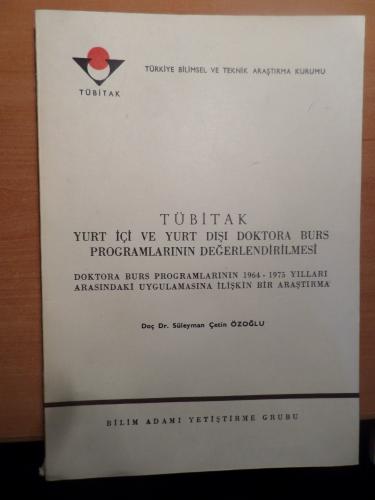 TÜRKİYE BİLİMSEL VE TEKNİK ARAŞTIRMA KURUMU
TÜBİTAK
TÜBİTAK
YURT İÇİ VE YURT DIŞI DOKTORA BURS
PROGRAMLARININ DEĞERLENDİRİLMESİ
DOKTORA BURS PROGRAMLARININ 1964 - 1975 YILLARI
ARASINDAKİ UYGULAMASINA İLİŞKİN BİR ARAŞTIRMA
Doç Dr. Süleyman Çetin ÖZOĞLU
BİLİM ADAMI YETİŞTİRME GRUBU